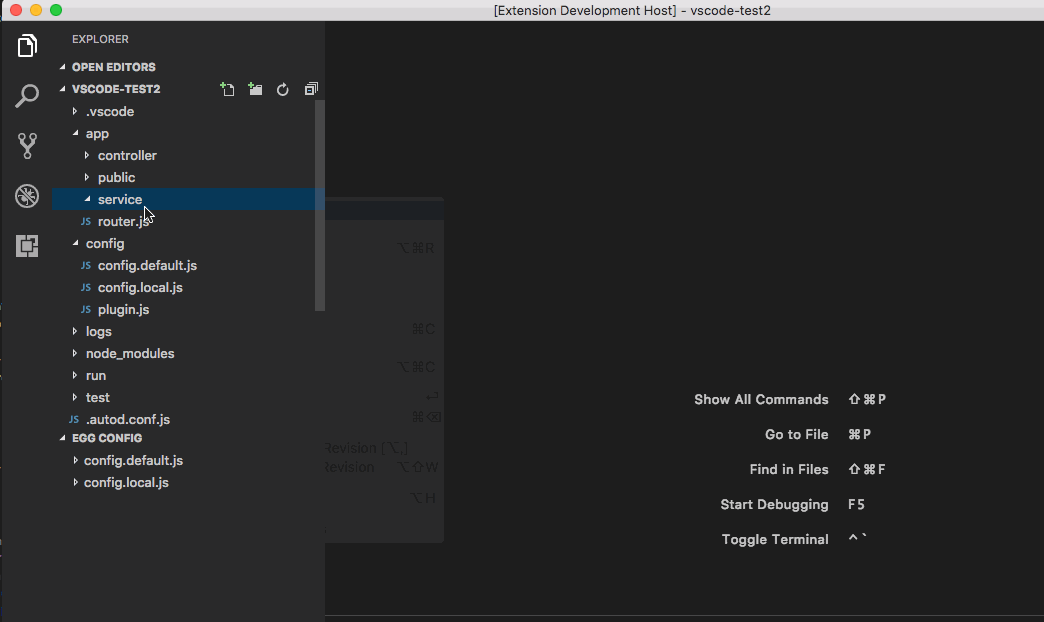 [Extension Development Host] - vscode-test2
EXPLORER
OPEN EDITORS
VSCODE-TEST2
.vscode
app
controller
public
service
JS router.js
config
JS config.default.js
JS config.local.js
JS plugin.js
logs
node_modules
run
test
JS .autod.conf.js
EGG CONFIG
config.default.js
config.local.js
⌥⌘R
⌘C
⌥⌘C
↩
⌘⌫
Revision [⌥,]
Revision ⌥⇧W
⌥H
Show All Commands ⇧⌘P
Go to File ⌘P
Find in Files ⇧⌘F
Start Debugging F5
Toggle Terminal ^`